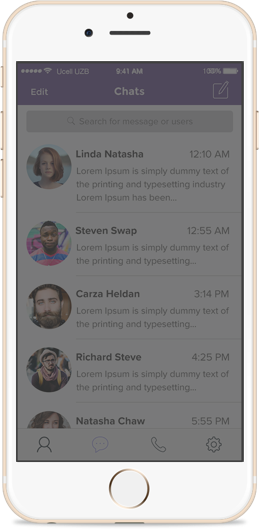 Ucell UZB 9:41 AM 100%
Edit Chats
Search for message or users
Linda Natasha 12:10 AM
Lorem Ipsum is simply dummy text of
the printing and typesetting industry
Lorem Ipsum has been...
Steven Swap 12:55 AM
Lorem Ipsum is simply dummy text of
the printing and typesetting...
Carza Heldan 3:14 PM
Lorem Ipsum is simply dummy text of
the printing and typesetting...
Richard Steve 4:25 PM
Lorem Ipsum is simply dummy text of
the printing and typesetting...
Natasha Chaw 5:55 PM